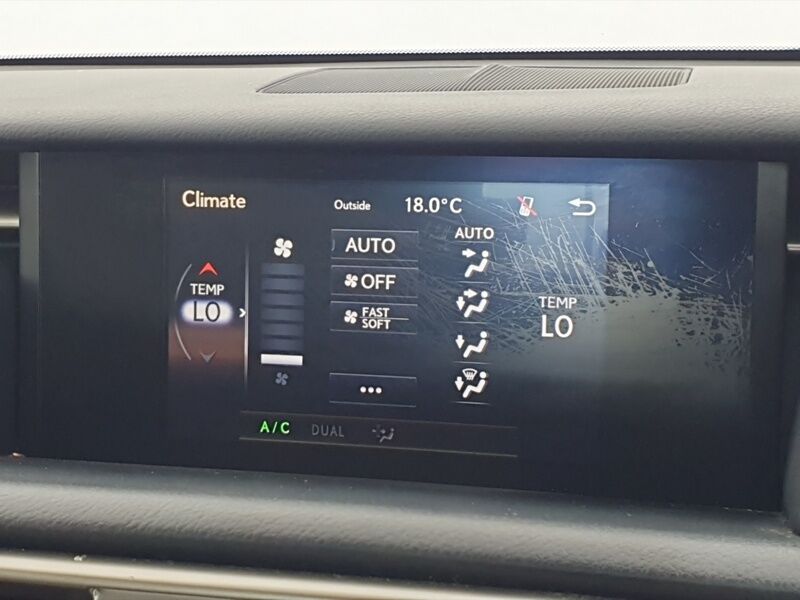 Climate
Outside 18.0°C
AUTO
AUTO
TEMP
LO
OFF
FAST
SOFT
TEMP
LO
•••
A/C DUAL